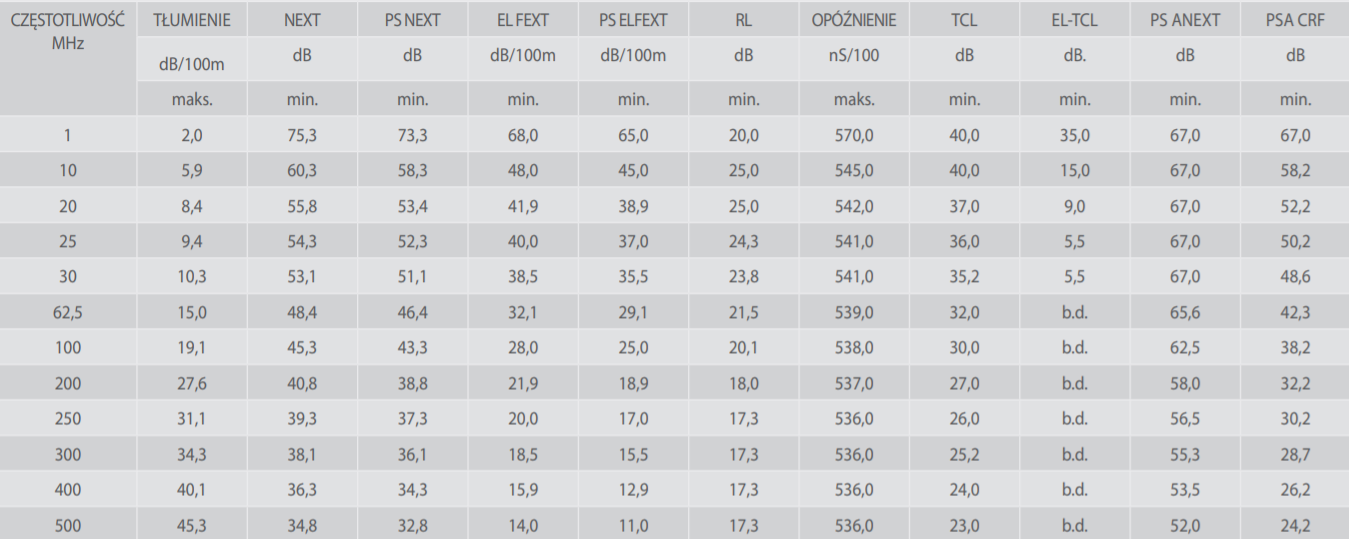 CZĘSTOTLIWOŚĆ MHz TŁUMIENIE NEXT PS NEXT EL FEXT PS ELFEXT RL OPÓŹNIENIE TCL EL-TCL PS ANEXT PSA CRF
dB/100m dB dB dB/100m dB/100m dB nS/100 dB dB. dB dB
maks. min. min. min. min. min. maks. min. min. min. min.
1 2,0 75,3 73,3 68,0 65,0 20,0 570,0 40,0 35,0 67,0 67,0
10 5,9 60,3 58,3 48,0 45,0 25,0 545,0 40,0 15,0 67,0 58,2
20 8,4 55,8 53,4 41,9 38,9 25,0 542,0 37,0 9,0 67,0 52,2
25 9,4 54,3 52,3 40,0 37,0 24,3 541,0 36,0 5,5 67,0 50,2
30 10,3 53,1 51,1 38,5 35,5 23,8 541,0 35,2 5,5 67,0 48,6
62,5 15,0 48,4 46,4 32,1 29,1 21,5 539,0 32,0 b.d. 65,6 42,3
100 19,1 45,3 43,3 28,0 25,0 20,1 538,0 30,0 b.d. 62,5 38,2
200 27,6 40,8 38,8 21,9 18,9 18,0 537,0 27,0 b.d. 58,0 32,2
250 31,1 39,3 37,3 20,0 17,0 17,3 536,0 26,0 b.d. 56,5 30,2
300 34,3 38,1 36,1 18,5 15,5 17,3 536,0 25,2 b.d. 55,3 28,7
400 40,1 36,3 34,3 15,9 12,9 17,3 536,0 24,0 b.d. 53,5 26,2
500 45,3 34,8 32,8 14,0 11,0 17,3 536,0 23,0 b.d. 52,0 24,2